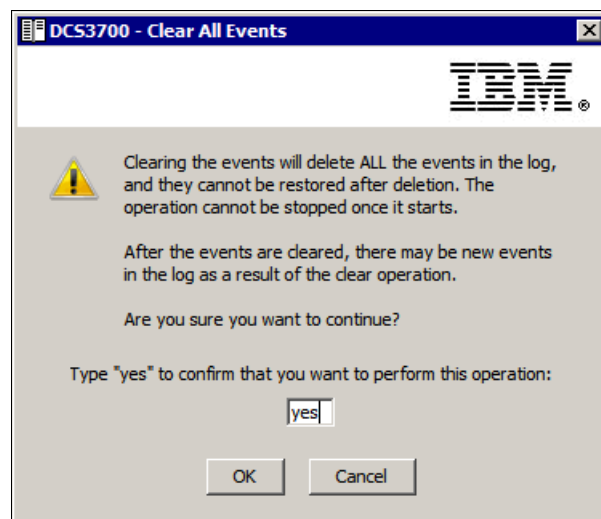 DCS3700 - Clear All Events
IBM®
Clearing the events will delete ALL the events in the log,
and they cannot be restored after deletion. The
operation cannot be stopped once it starts.
After the events are cleared, there may be new events
in the log as a result of the clear operation.
Are you sure you want to continue?
Type "yes" to confirm that you want to perform this operation:
yes
OK Cancel